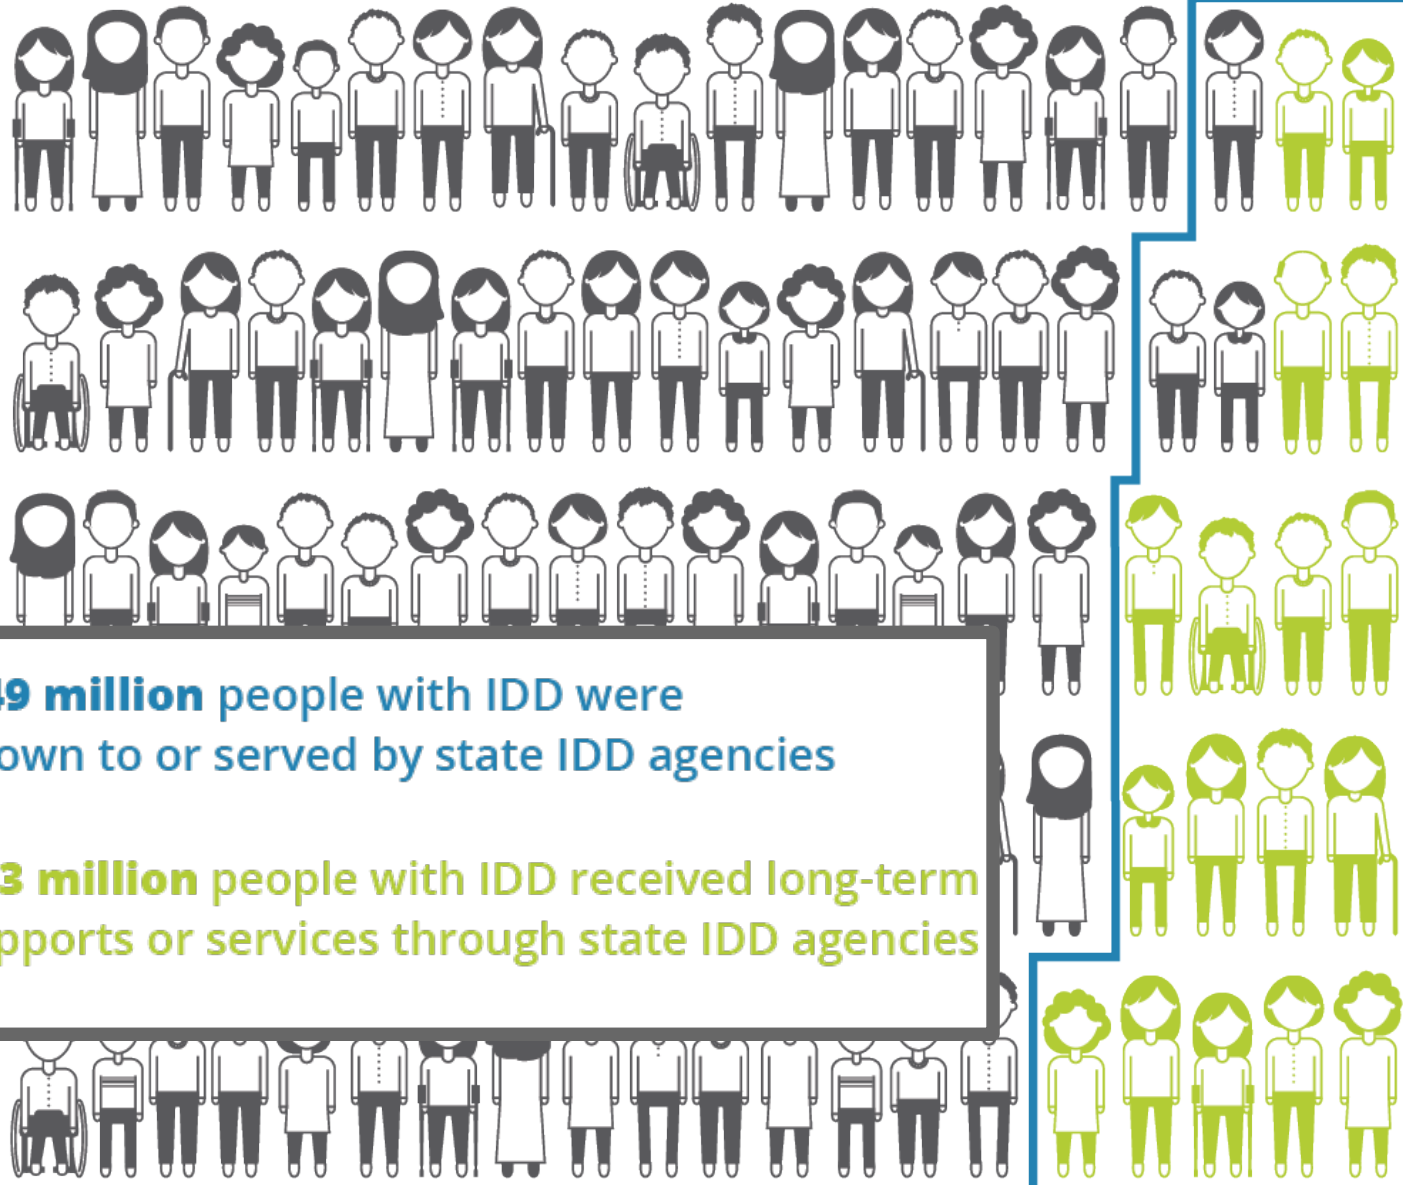 49 million people with IDD were
own to or served by state IDD agencies
3 million people with IDD received long-term
pports or services through state IDD agencies